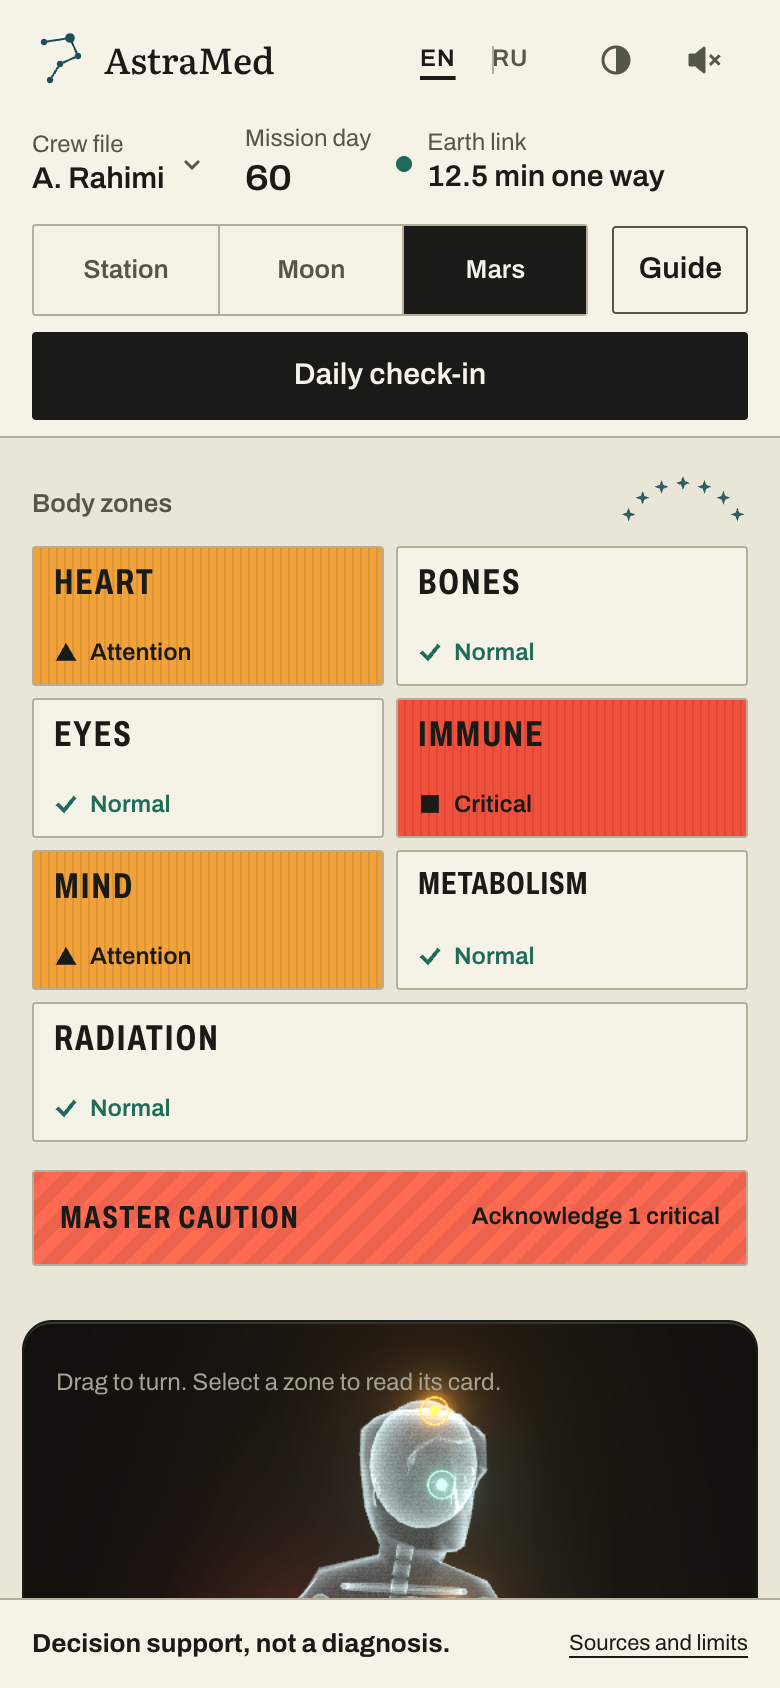 AstraMed
EN RU
Crew file
A. Rahimi
Mission day
60
Earth link
12.5 min one way
Station Moon Mars Guide
Daily check-in
Body zones
HEART
Attention
BONES
Normal
EYES
Normal
IMMUNE
Critical
MIND
Attention
METABOLISM
Normal
RADIATION
Normal
MASTER CAUTION Acknowledge 1 critical
Drag to turn. Select a zone to read its card.
Decision support, not a diagnosis. Sources and limits